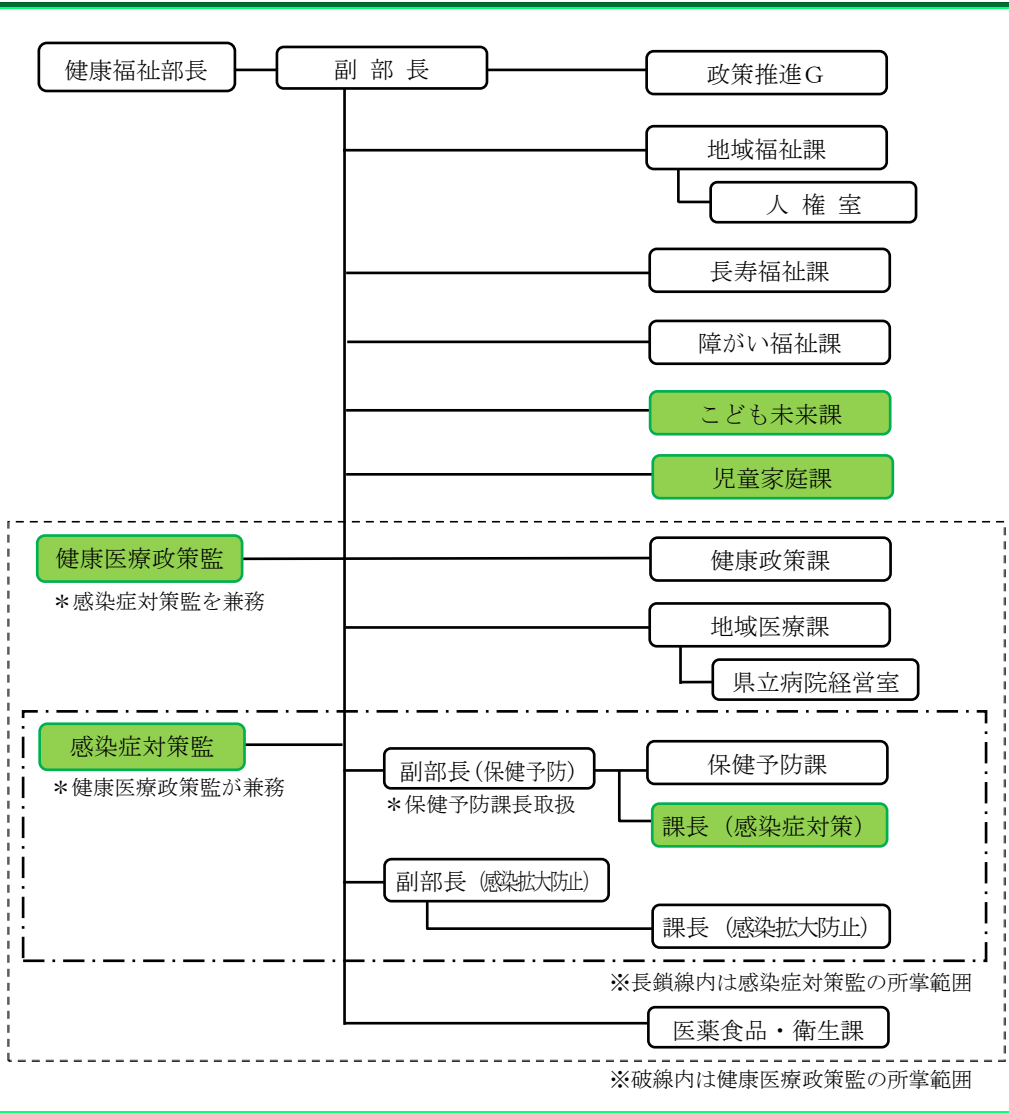 健康福祉部長
副 部 長
政策推進G
地域福祉課
人 権 室
長寿福祉課
障がい福祉課
こども未来課
児童家庭課
健康医療政策監
＊感染症対策監を兼務
健康政策課
地域医療課
県立病院経営室
感染症対策監
＊健康医療政策監が兼務
副部長(保健予防)
＊保健予防課長取扱
保健予防課
課長（感染症対策）
副部長（感染拡大防止）
課長（感染拡大防止）
※長鎖線内は感染症対策監の所掌範囲
医薬食品・衛生課
※破線内は健康医療政策監の所掌範囲